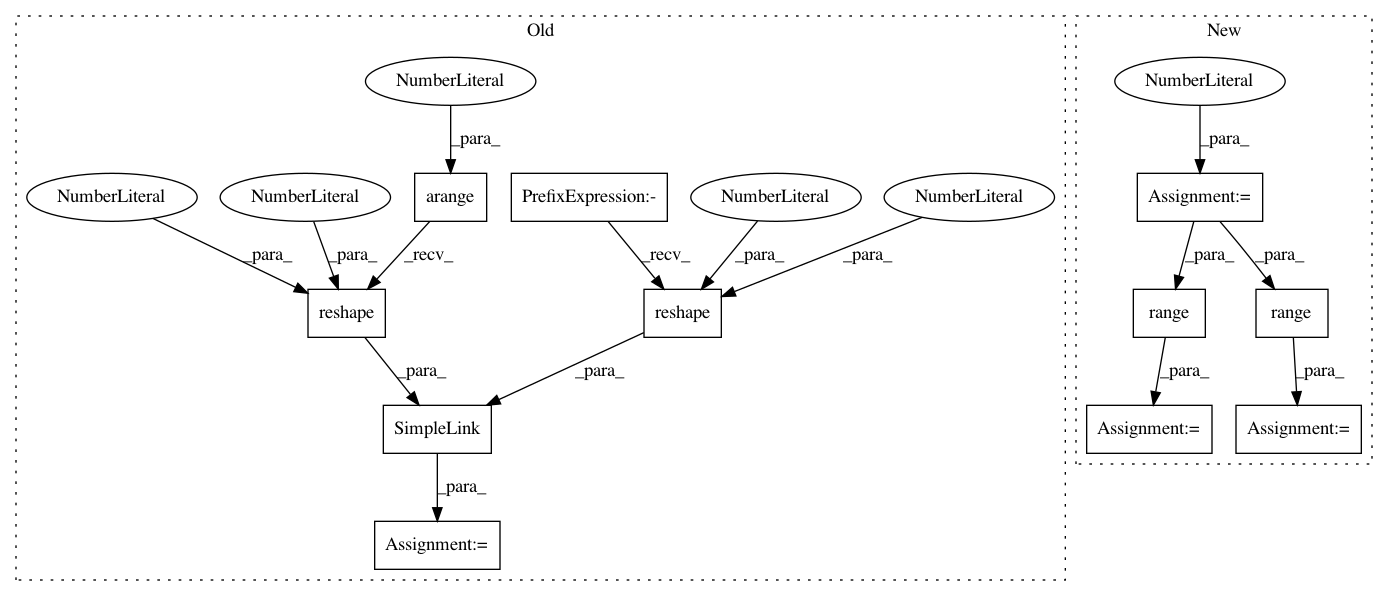 Old
New
NumberLiteral
NumberLiteral
_para_
_para_
NumberLiteral
NumberLiteral
arange
PrefixExpression:-
NumberLiteral
NumberLiteral
Assignment:=
_para_
_para_
_recv_
_recv_
_para_
_para_
_para_
_para_
reshape
reshape
range
range
_para_
_para_
_para_
_para_
SimpleLink
Assignment:=
Assignment:=
_para_
Assignment:=